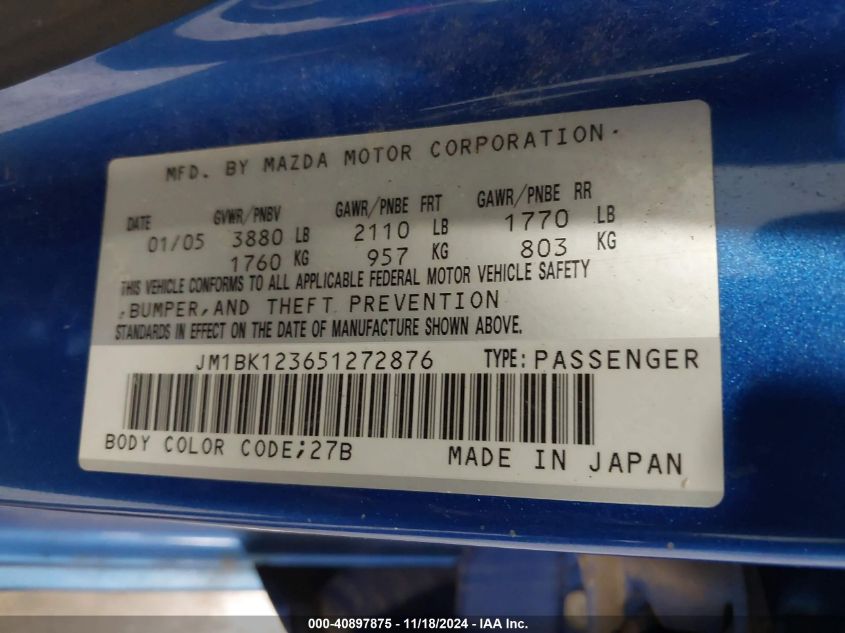 MFD. BY MAZDA MOTOR CORPORATION.
DATE GVWR/PNBV GAWR/PNBE FRT GAWR/PNBE RR
01/05 3880 LB 2110 LB 1770 LB
1760 KG 957 KG 803 KG
THIS VEHICLE CONFORMS TO ALL APPLICABLE FEDERAL MOTOR VEHICLE SAFETY
,BUMPER,AND THEFT PREVENTION
STANDARDS IN EFFECT ON THE DATE OF MANUFACTURE SHOWN ABOVE.
JM1BK123651272876 TYPE: PASSENGER
BODY COLOR CODE;27B MADE IN JAPAN
000-40897875 - 11/18/2024 - IAA Inc.